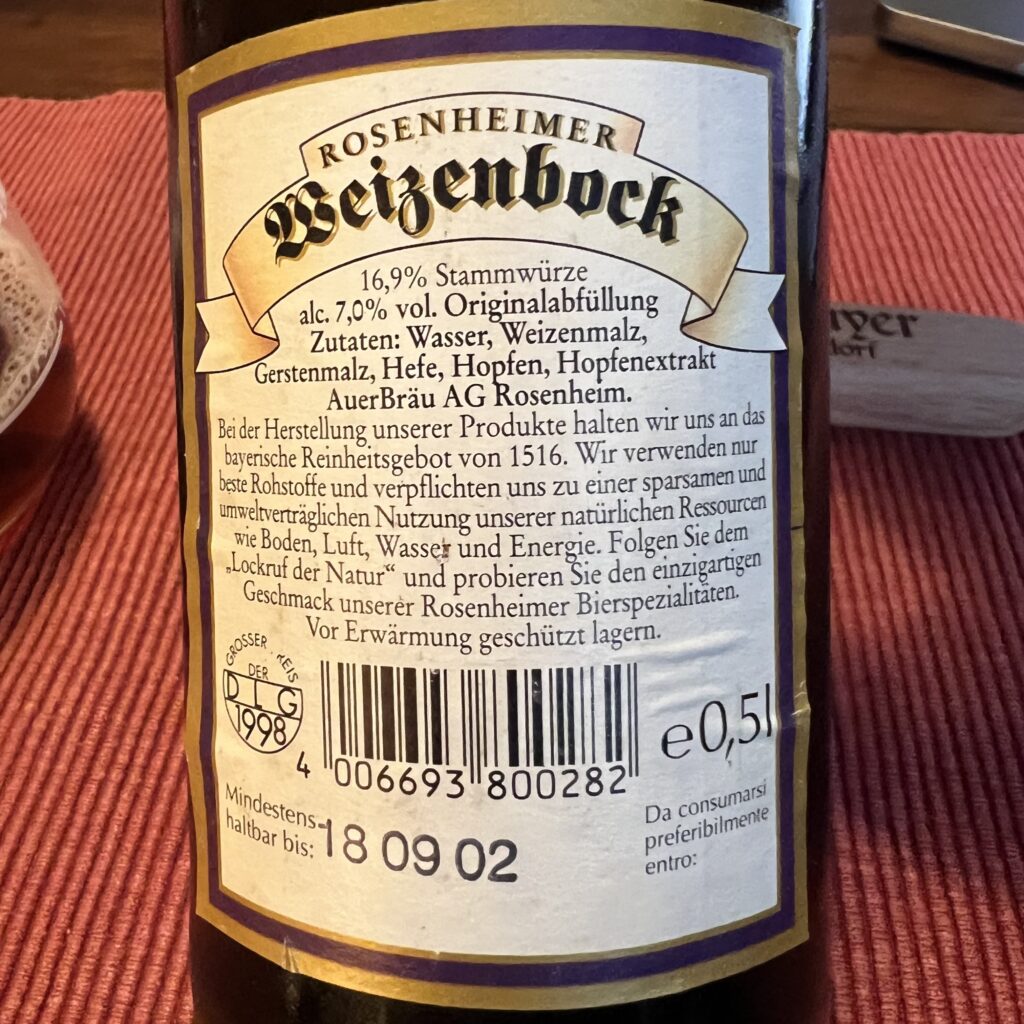 ROSENHEIMER
Weizenbock
16,9% Stammwürze
alc. 7,0% vol. Originalabfüllung
Zutaten: Wasser, Weizenmalz,
Gerstenmalz, Hefe, Hopfen, Hopfenextrakt
AuerBräu AG Rosenheim.
Bei der Herstellung unserer Produkte halten wir uns an das
bayerische Reinheitsgebot von 1516. Wir verwenden nur
beste Rohstoffe und verpflichten uns zu einer sparsamen und
umweltverträglichen Nutzung unserer natürlichen Ressourcen
wie Boden, Luft, Wasser und Energie. Folgen Sie dem
„Lockruf der Natur“ und probieren Sie den einzigartigen
Geschmack unserer Rosenheimer Bierspezialitäten.
Vor Erwärmung geschützt lagern.
GROSSER PREIS
DER
DLG
1998
4 006693 800282
e 0,5l
Mindestens-
haltbar bis: 18 09 02
Da consumarsi
preferibilmente
entro: